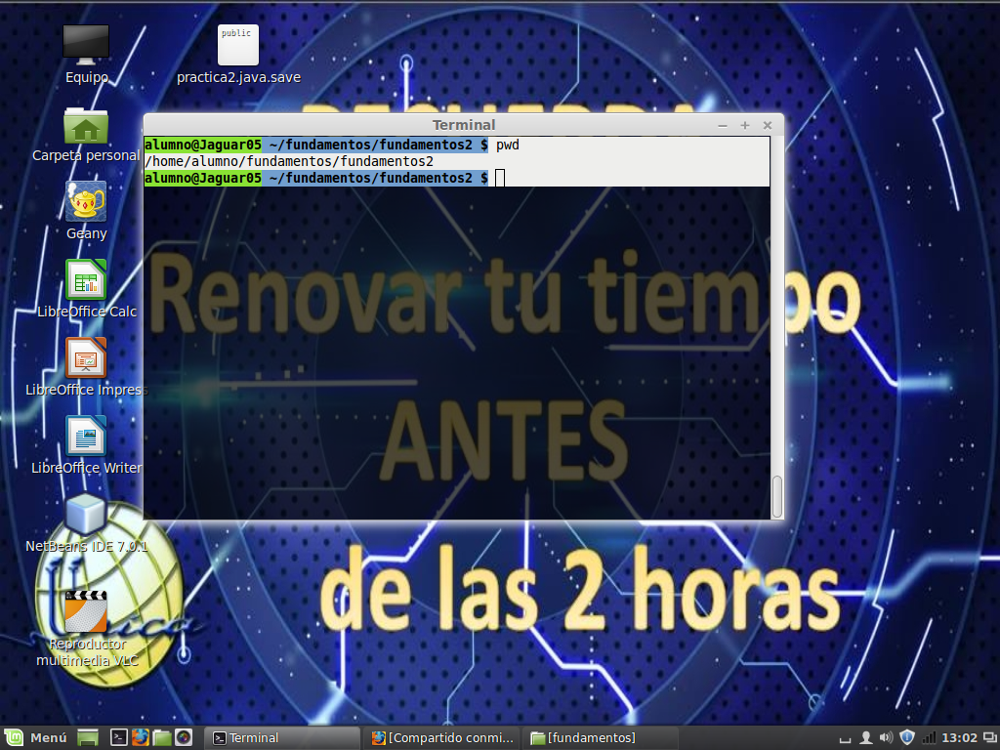 public
Equipo
practica2.java.save
Carpeta personal
Geany
LibreOffice Calc
LibreOffice Impress
LibreOffice Writer
NetBeans IDE 7.0.1
Reproductor
multimedia VLC
Terminal
alumno@Jaguar05 ~/fundamentos/fundamentos2 $ pwd
/home/alumno/fundamentos/fundamentos2
alumno@Jaguar05 ~/fundamentos/fundamentos2 $
Renovar tu tiempo
ANTES
de las 2 horas
Menú
Terminal
[Compartido conmi...
[fundamentos]
13:02